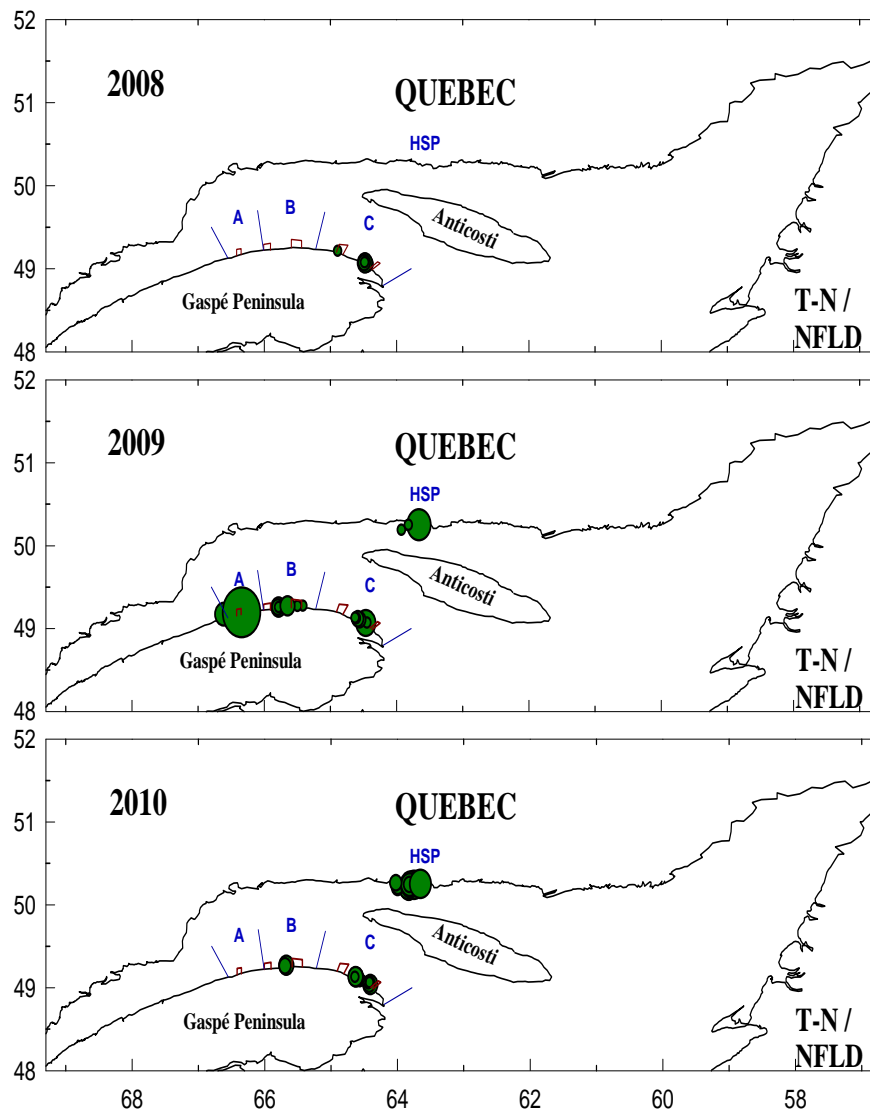 52
2008
QUEBEC
51
HSP
50
A
B
C
Anticosti
49
Gaspé Peninsula
T-N /
NFLD
48
52
2009
QUEBEC
51
HSP
50
A
B
C
Anticosti
49
Gaspé Peninsula
T-N /
NFLD
48
52
2010
QUEBEC
51
HSP
50
A
B
C
Anticosti
49
Gaspé Peninsula
T-N /
NFLD
48
68
66
64
62
60
58